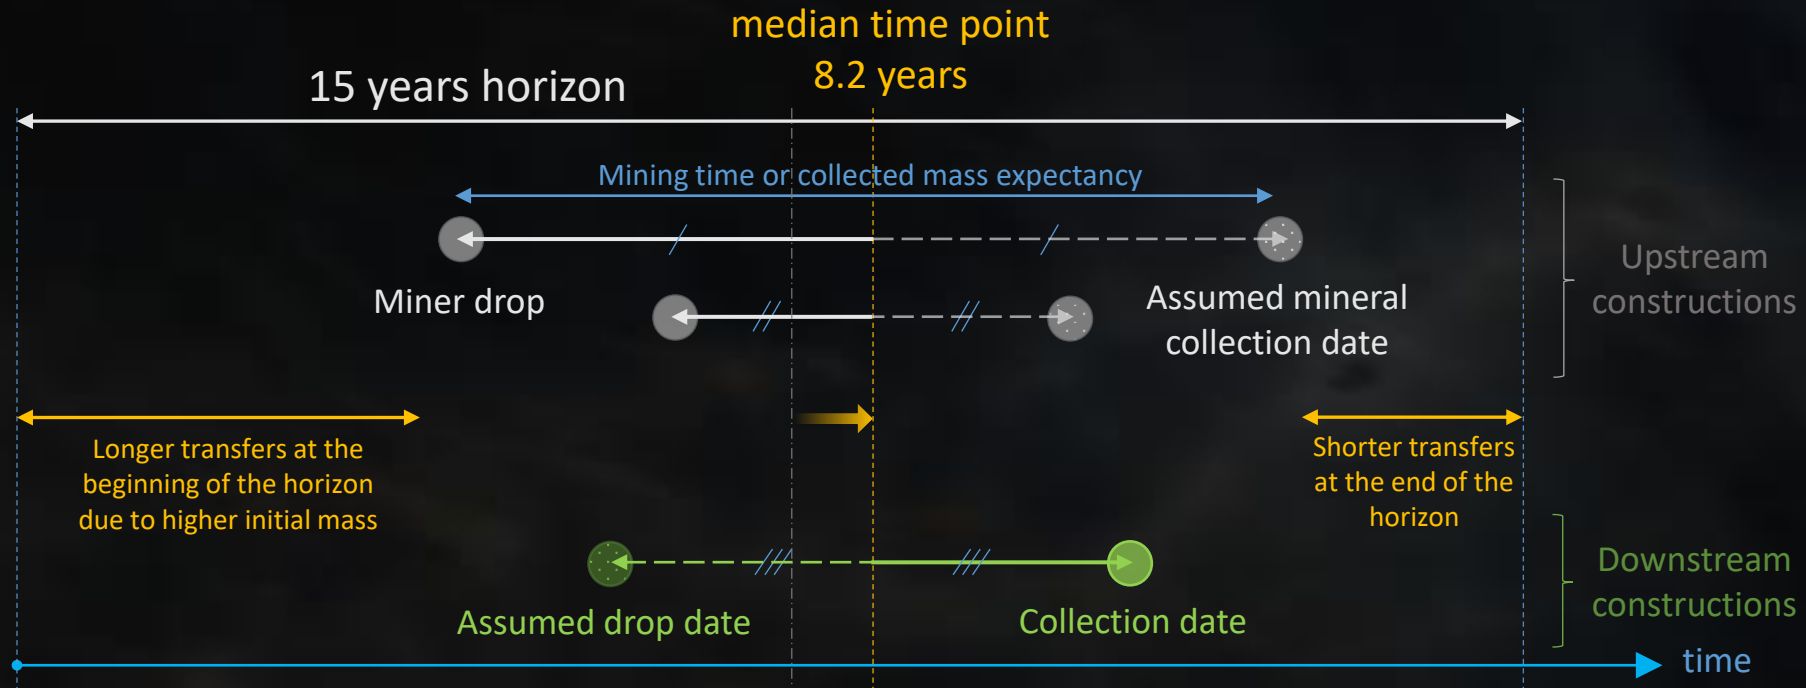 median time point
8.2 years
15 years horizon
Mining time or collected mass expectancy
Miner drop
Assumed mineral
collection date
Upstream
constructions
Longer transfers at the
beginning of the horizon
due to higher initial mass
Shorter transfers
at the end of the
horizon
Assumed drop date
Collection date
Downstream
constructions
time